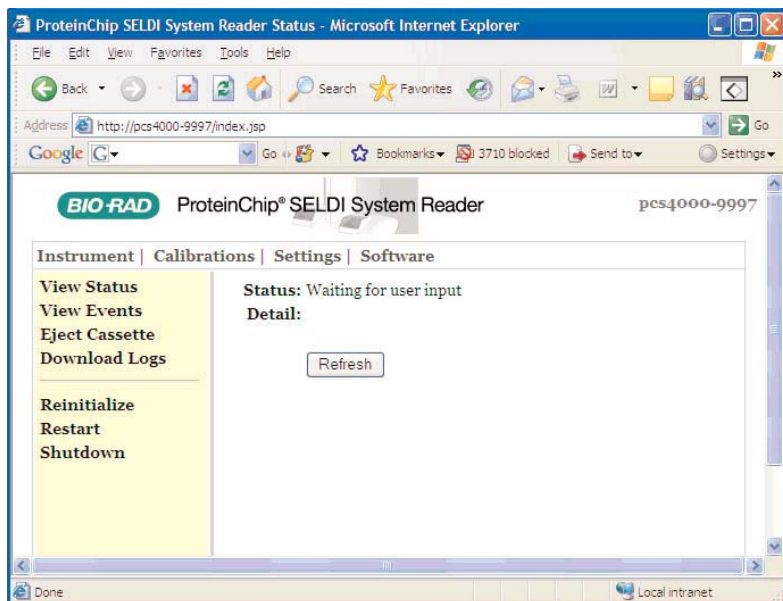 ProteinChip SELDI System Reader Status - Microsoft Internet Explorer
File Edit View Favorites Tools Help
Back Search Favorites W »
Address http://pcs4000-9997/index.jsp Go
Google G Go Bookmarks 3710 blocked Send to Settings
BIO-RAD ProteinChip® SELDI System Reader pcs4000-9997
Instrument | Calibrations | Settings | Software
View Status
View Events
Eject Cassette
Download Logs
Reinitialize
Restart
Shutdown
Status: Waiting for user input
Detail:
Refresh
Done Local intranet